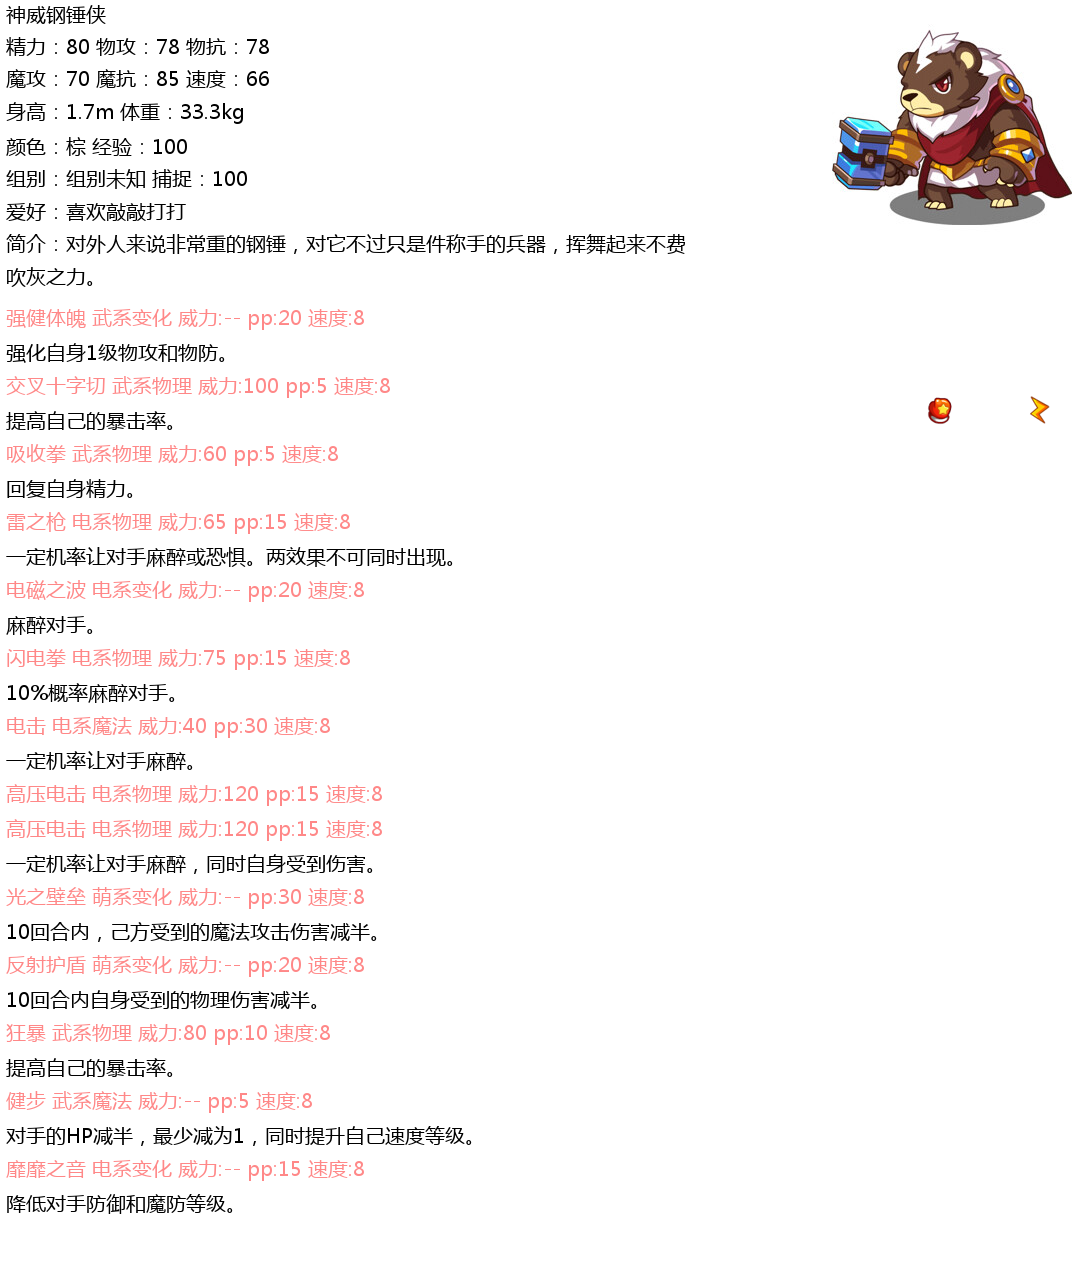 神威钢锤侠
精力：80 物攻：78 物抗：78
魔攻：70 魔抗：85 速度：66
身高：1.7m 体重：33.3kg
颜色：棕 经验：100
组别：组别未知 捕捉：100
爱好：喜欢敲敲打打
简介：对外人来说非常重的钢锤，对它不过只是件称手的兵器，挥舞起来不费
吹灰之力。
强健体魄 武系变化 威力:-- pp:20 速度:8
强化自身1级物攻和物防。
交叉十字切 武系物理 威力:100 pp:5 速度:8
提高自己的暴击率。
吸收拳 武系物理 威力:60 pp:5 速度:8
回复自身精力。
雷之枪 电系物理 威力:65 pp:15 速度:8
一定机率让对手麻醉或恐惧。两效果不可同时出现。
电磁之波 电系变化 威力:-- pp:20 速度:8
麻醉对手。
闪电拳 电系物理 威力:75 pp:15 速度:8
10%概率麻醉对手。
电击 电系魔法 威力:40 pp:30 速度:8
一定机率让对手麻醉。
高压电击 电系物理 威力:120 pp:15 速度:8
高压电击 电系物理 威力:120 pp:15 速度:8
一定机率让对手麻醉，同时自身受到伤害。
光之壁垒 萌系变化 威力:-- pp:30 速度:8
10回合内，己方受到的魔法攻击伤害减半。
反射护盾 萌系变化 威力:-- pp:20 速度:8
10回合内自身受到的物理伤害减半。
狂暴 武系物理 威力:80 pp:10 速度:8
提高自己的暴击率。
健步 武系魔法 威力:-- pp:5 速度:8
对手的HP减半，最少减为1，同时提升自己速度等级。
靡靡之音 电系变化 威力:-- pp:15 速度:8
降低对手防御和魔防等级。